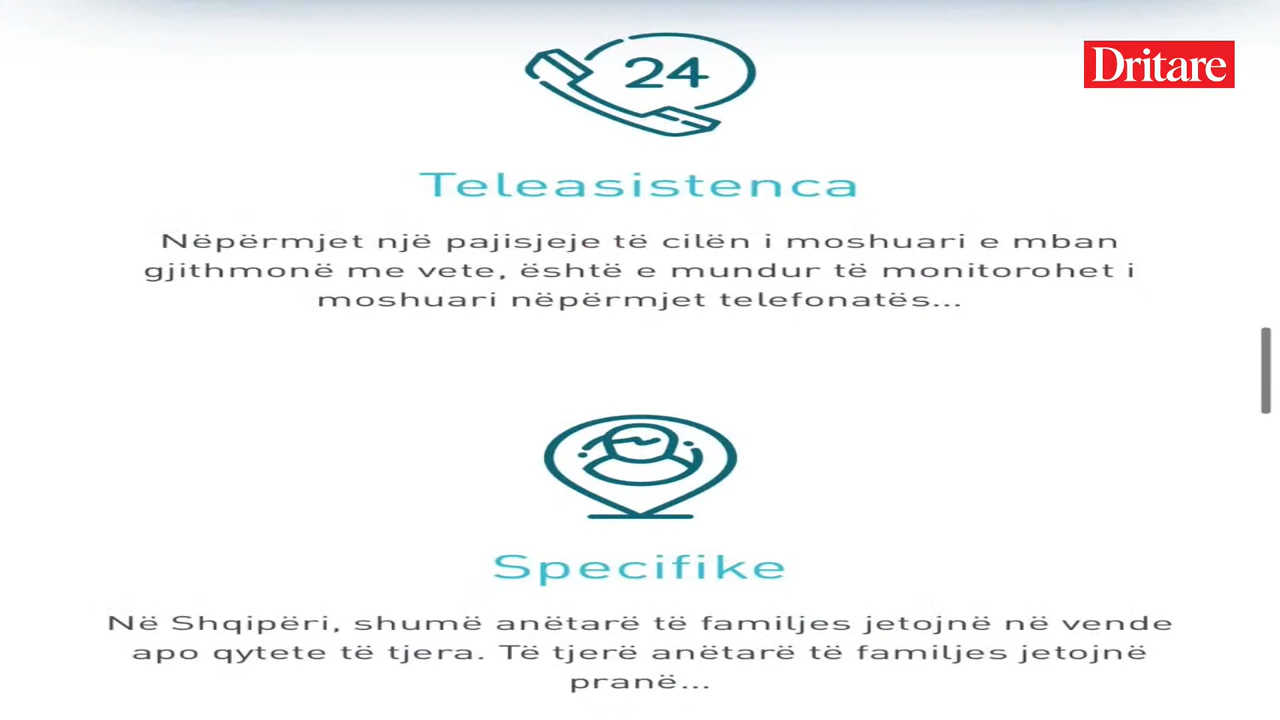 24
Dritare
Teleasistenca
Nëpërmjet një pajisjeje të cilën i moshuari e mban
gjithmonë me vete, është e mundur të monitorohet i
moshuari nëpërmjet telefonatës...
Specifike
Në Shqipëri, shumë anëtarë të familjes jetojnë në vende
apo qytete të tjera. Të tjerë anëtarë të familjes jetojnë
pranë...